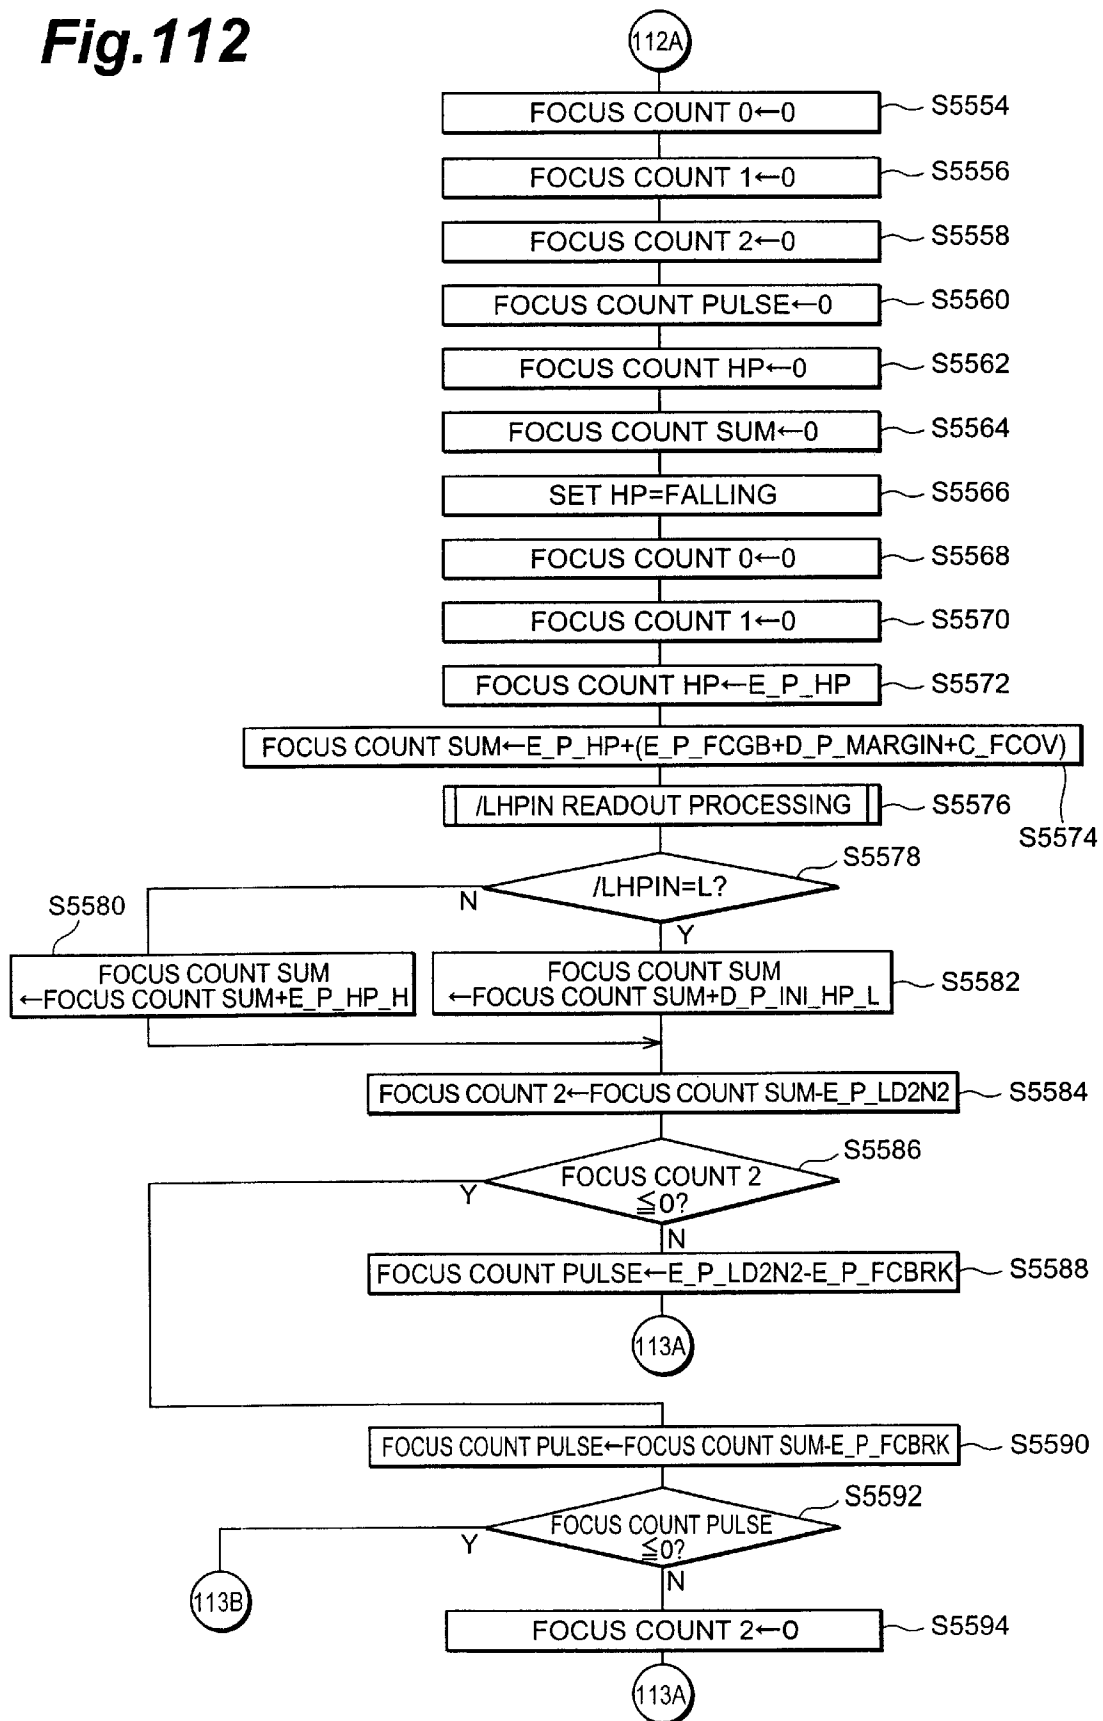 Fig.112
112A
FOCUS COUNT 0←0
S5554
FOCUS COUNT 1←0
S5556
FOCUS COUNT 2←0
S5558
FOCUS COUNT PULSE←0
S5560
FOCUS COUNT HP←0
S5562
FOCUS COUNT SUM←0
S5564
SET HP=FALLING
S5566
FOCUS COUNT 0←0
S5568
FOCUS COUNT 1←0
S5570
FOCUS COUNT HP←E_P_HP
S5572
FOCUS COUNT SUM←E_P_HP+(E_P_FCGB+D_P_MARGIN+C_FCOV)
S5574
/LHPIN READOUT PROCESSING
S5576
/LHPIN=L?
S5578
N
Y
S5580
FOCUS COUNT SUM
←FOCUS COUNT SUM+E_P_HP_H
FOCUS COUNT SUM
←FOCUS COUNT SUM+D_P_INI_HP_L
S5582
FOCUS COUNT 2←FOCUS COUNT SUM-E_P_LD2N2
S5584
FOCUS COUNT 2
≦0?
S5586
Y
N
FOCUS COUNT PULSE←E_P_LD2N2-E_P_FCBRK
S5588
113A
FOCUS COUNT PULSE←FOCUS COUNT SUM-E_P_FCBRK
S5590
FOCUS COUNT PULSE
≦0?
S5592
Y
N
113B
FOCUS COUNT 2←0
S5594
113A